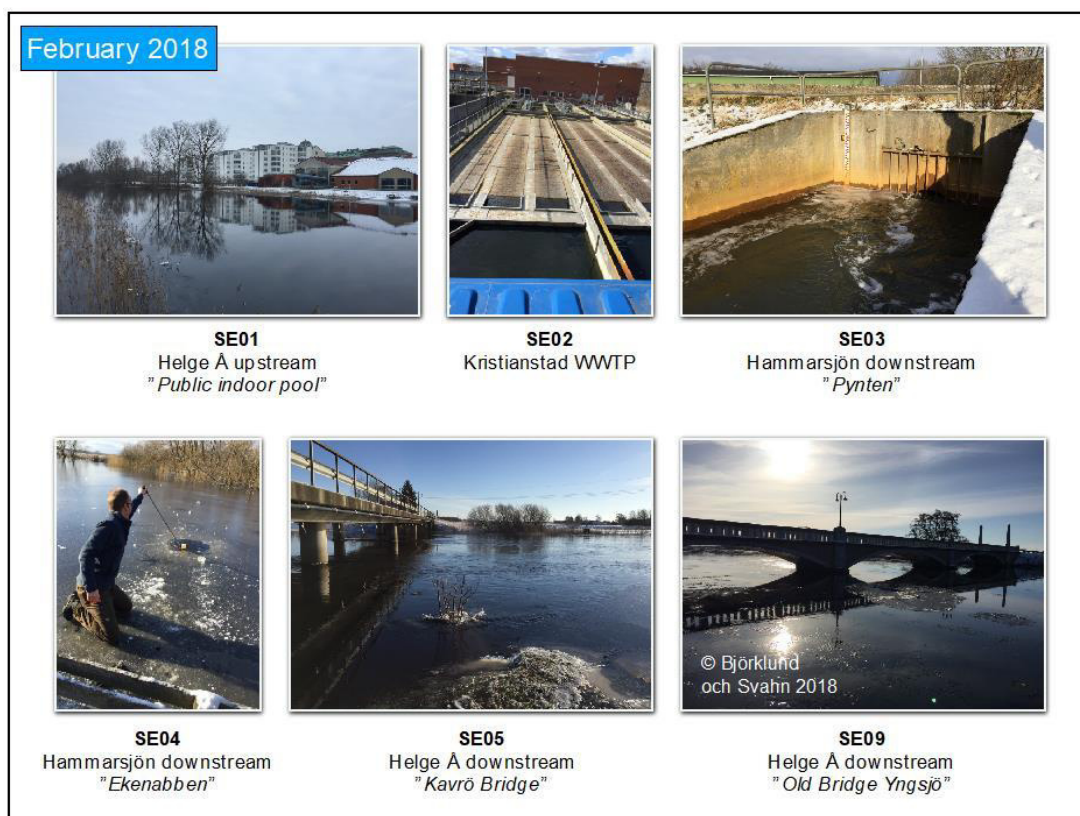 February 2018
SE01
Helge Å upstream
"Public indoor pool"
SE02
Kristianstad WWTP
SE03
Hammarsjön downstream
"Pynten"
SE04
Hammarsjön downstream
"Ekenabben"
SE05
Helge Å downstream
"Kavrö Bridge"
© Björklund
och Svahn 2018
SE09
Helge Å downstream
"Old Bridge Yngsjö"